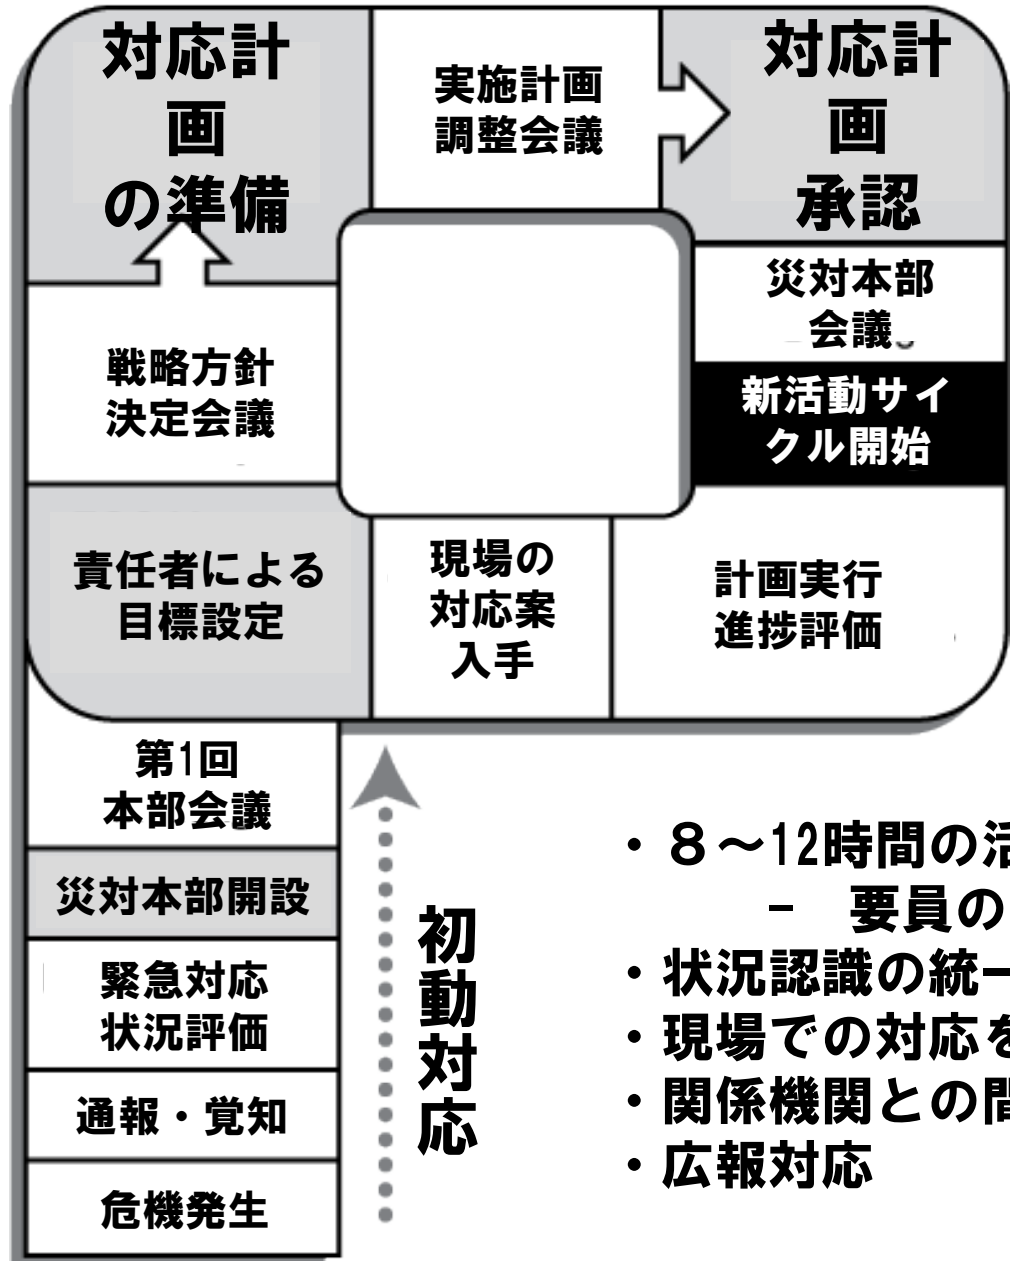 対応計
画
の準備
実施計画
調整会議
対応計
画
承認
災対本部
会議
新活動サイ
クル開始
戦略方針
決定会議
責任者による
目標設定
現場の
対応案
入手
計画実行
進捗評価
第1回
本部会議
災対本部開設
緊急対応
状況評価
通報・覚知
危機発生
初動対応
・８～12時間の活
－ 要員の
・状況認識の統一
・現場での対応を
・関係機関との間
・広報対応